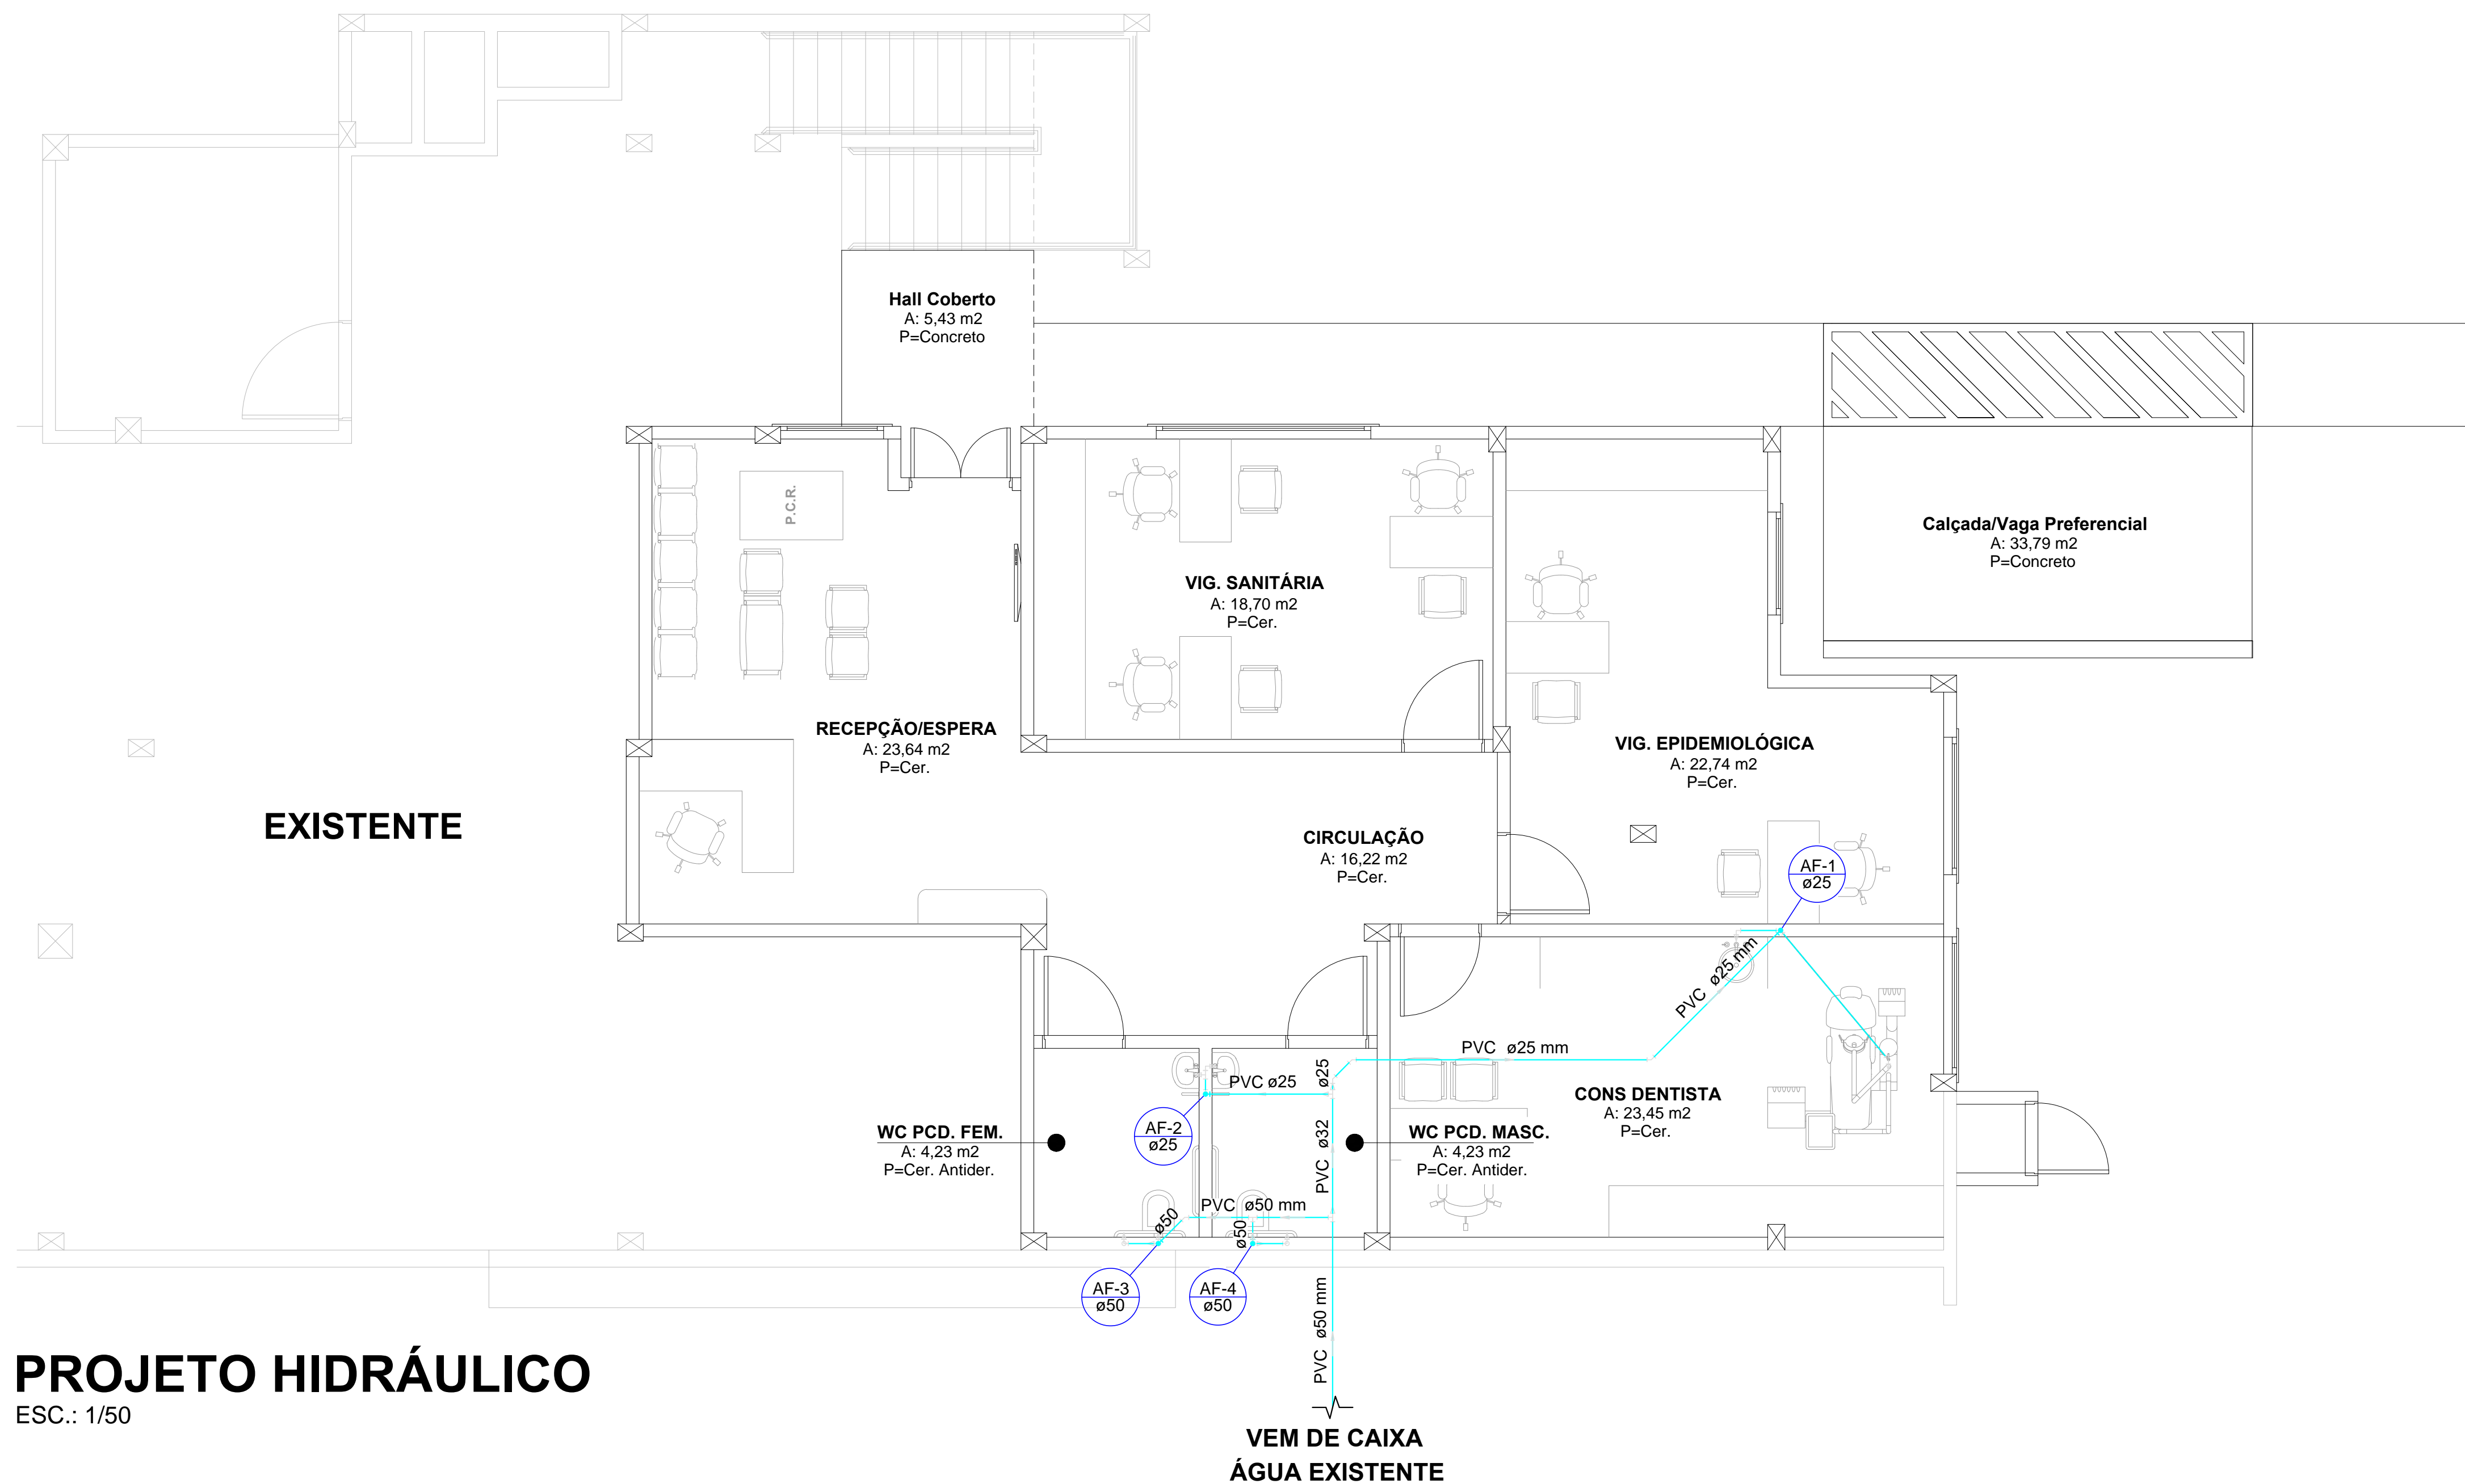 Hall Coberto
A: 5,43 m2
P=Concreto
P.C.R.
Calçada/Vaga Preferencial
A: 33,79 m2
P=Concreto
VIG. SANITÁRIA
A: 18,70 m2
P=Cer.
RECEPÇÃO/ESPERA
A: 23,64 m2
P=Cer.
VIG. EPIDEMIOLÓGICA
A: 22,74 m2
P=Cer.
EXISTENTE
CIRCULAÇÃO
A: 16,22 m2
P=Cer.
AF-1
ø25
PVC ø25 mm
PVC ø25 mm
PVC ø25
ø25
CONS DENTISTA
A: 23,45 m2
P=Cer.
WC PCD. FEM.
A: 4,23 m2
P=Cer. Antider.
AF-2
ø25
PVC ø32
WC PCD. MASC.
A: 4,23 m2
P=Cer. Antider.
PVC ø50 mm
ø50
ø50
AF-3
ø50
AF-4
ø50
PVC ø50 mm
PROJETO HIDRÁULICO
ESC.: 1/50
VEM DE CAIXA
ÁGUA EXISTENTE